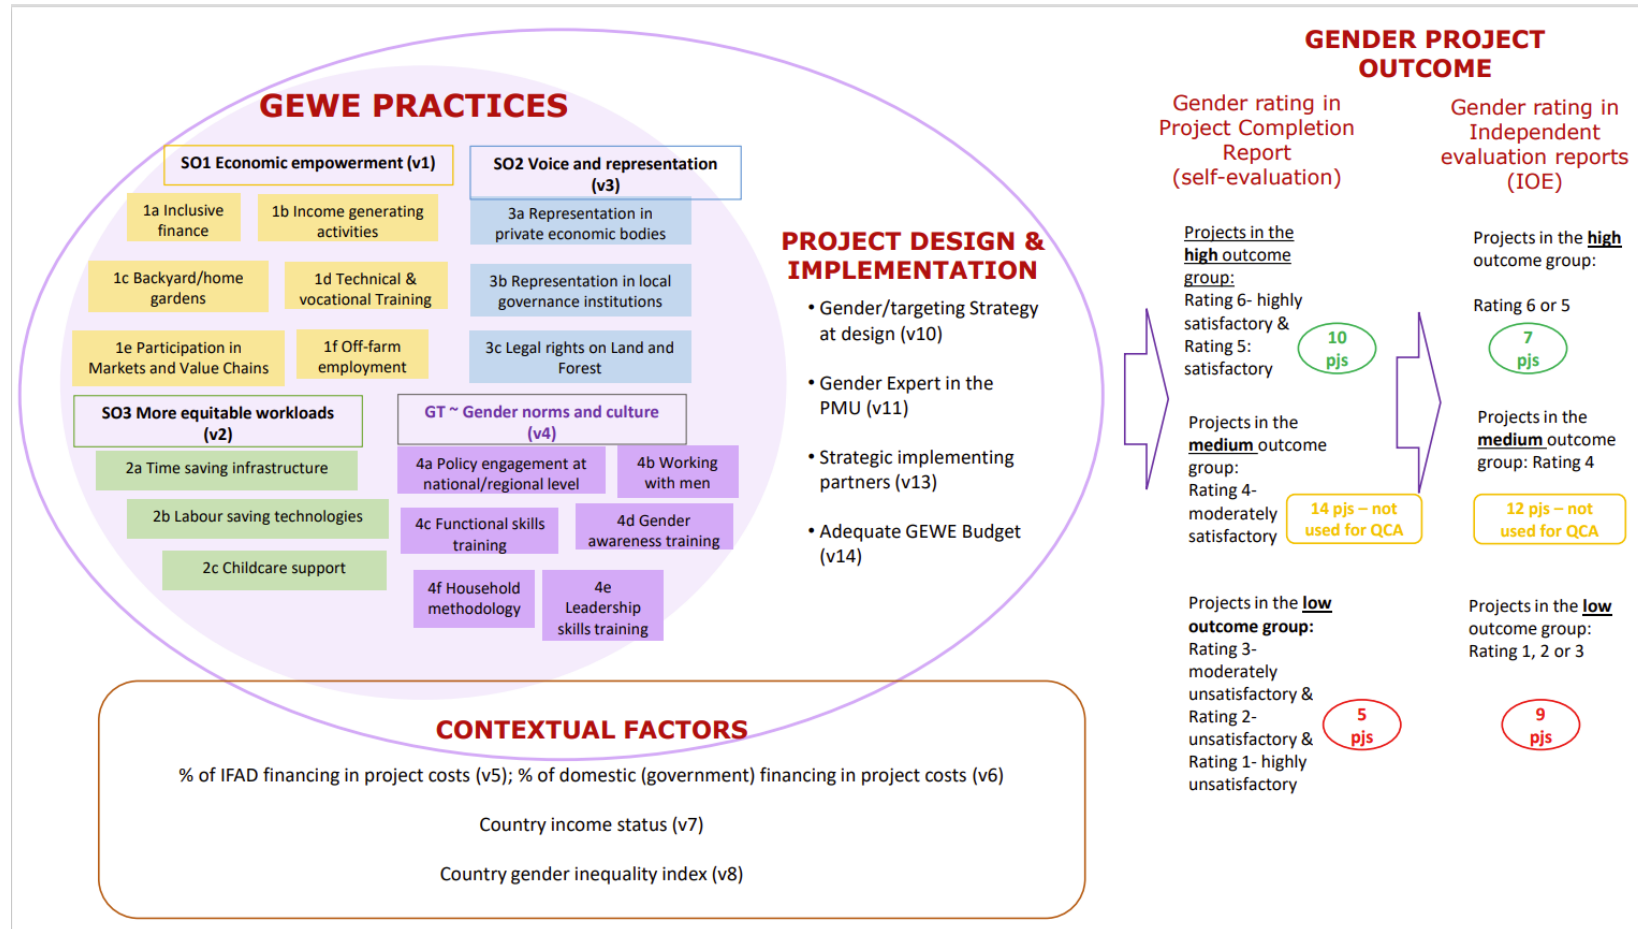 GEWE PRACTICES
SO1 Economic empowerment (v1)
1a Inclusive
finance
1b Income generating
activities
1c Backyard/home
gardens
1d Technical &
vocational Training
1e Participation in
Markets and Value Chains
1f Off-farm
employment
SO2 Voice and representation
(v3)
3a Representation in
private economic bodies
3b Representation in local
governance institutions
3c Legal rights on Land and
Forest
SO3 More equitable workloads
(v2)
2a Time saving infrastructure
2b Labour saving technologies
2c Childcare support
GT ~ Gender norms and culture
(v4)
4a Policy engagement at
national/regional level
4b Working
with men
4c Functional skills
training
4d Gender
awareness training
4f Household
methodology
4e
Leadership
skills training
PROJECT DESIGN &
IMPLEMENTATION
• Gender/targeting Strategy
at design (v10)
• Gender Expert in the
PMU (v11)
• Strategic implementing
partners (v13)
• Adequate GEWE Budget
(v14)
CONTEXTUAL FACTORS
% of IFAD financing in project costs (v5); % of domestic (government) financing in project costs (v6)
Country income status (v7)
Country gender inequality index (v8)
GENDER PROJECT
OUTCOME
Gender rating in
Project Completion
Report
(self-evaluation)
Projects in the
high outcome
group:
Rating 6- highly
satisfactory &
Rating 5:
satisfactory
10
pjs
Projects in the
medium outcome
group:
Rating 4-
moderately
satisfactory
14 pjs – not
used for QCA
Projects in the low
outcome group:
Rating 3-
moderately
unsatisfactory &
Rating 2-
unsatisfactory &
Rating 1- highly
unsatisfactory
5
pjs
Gender rating in
Independent
evaluation reports
(IOE)
Projects in the high
outcome group:
Rating 6 or 5
7
pjs
Projects in the
medium outcome
group: Rating 4
12 pjs – not
used for QCA
Projects in the low
outcome group:
Rating 1, 2 or 3
9
pjs